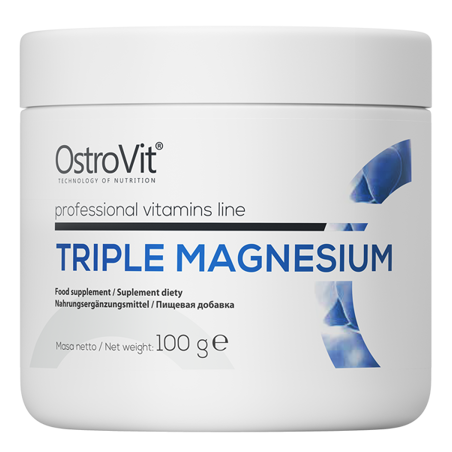 OstroVit®
TECHNOLOGY OF NUTRITION
professional vitamins line
TRIPLE MAGNESIUM
Food supplement / Suplement diety
Nahrungsergänzungsmittel / Пищевая добавка
Masa netto / Net weight: 100 g ℮